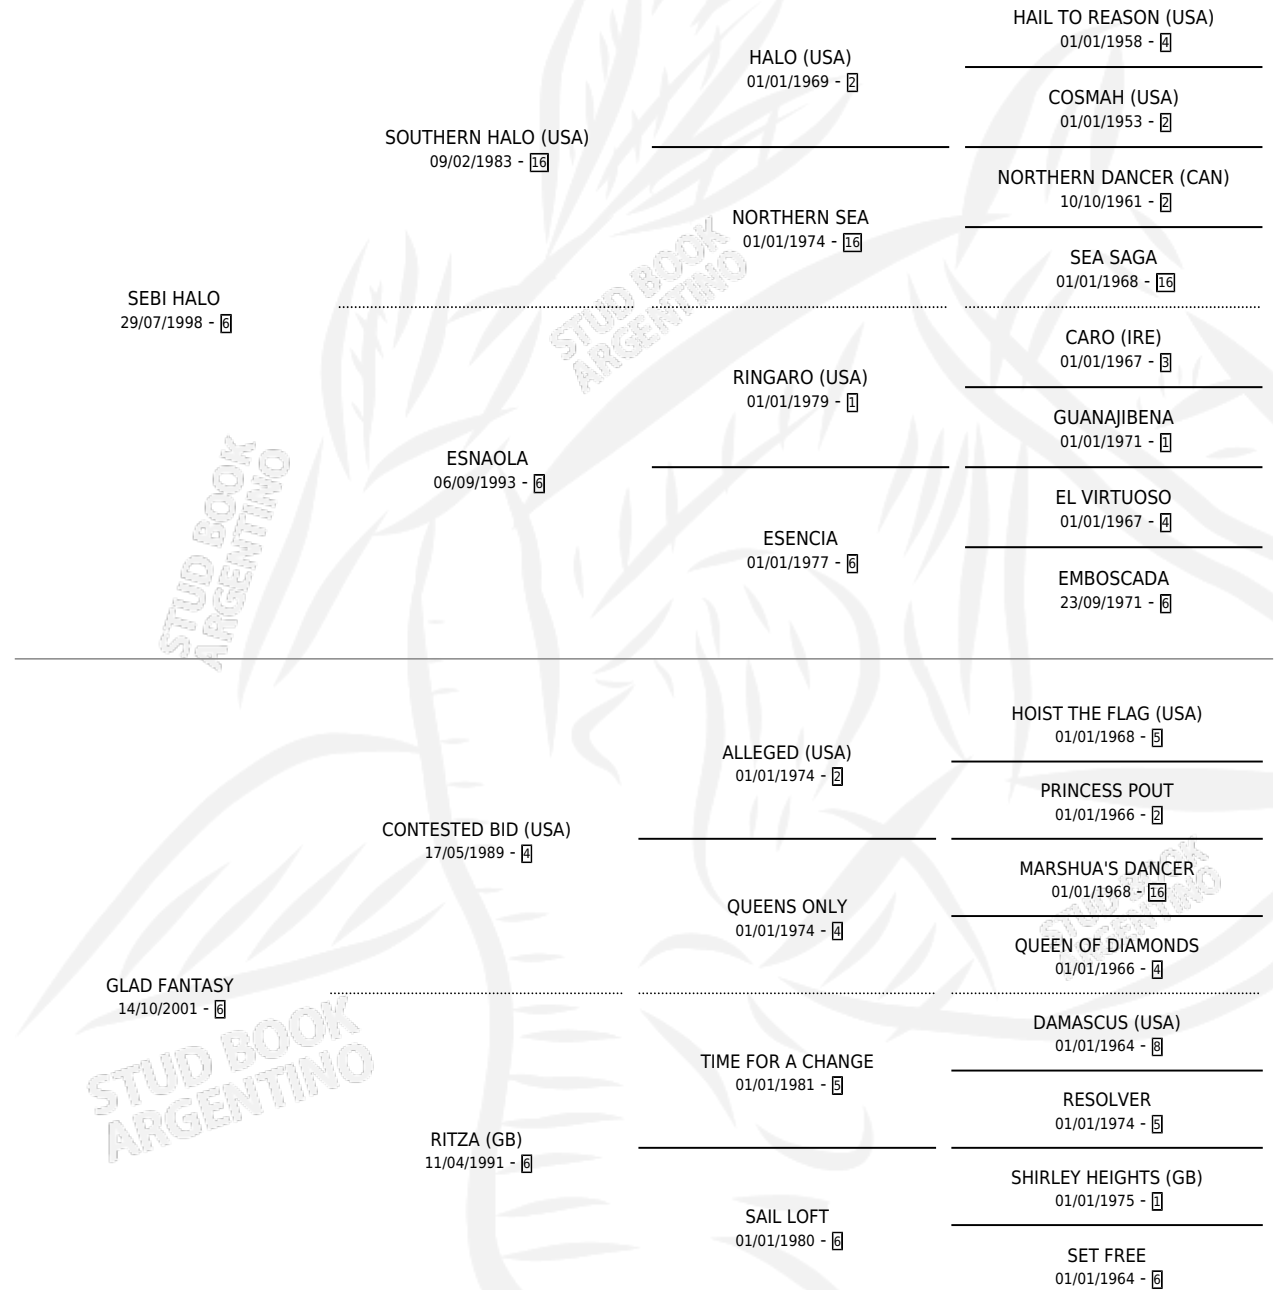 HAIL TO REASON (USA)
01/01/1958 - 4
HALO (USA)
01/01/1969 - 2
COSMAH (USA)
01/01/1953 - 2
SOUTHERN HALO (USA)
09/02/1983 - 16
NORTHERN DANCER (CAN)
10/10/1961 - 2
NORTHERN SEA
01/01/1974 - 16
SEA SAGA
01/01/1968 - 16
SEBI HALO
29/07/1998 - 6
CARO (IRE)
01/01/1967 - 3
RINGARO (USA)
01/01/1979 - 1
GUANAJIBENA
01/01/1971 - 1
ESNAOLA
06/09/1993 - 6
EL VIRTUOSO
01/01/1967 - 4
ESENCIA
01/01/1977 - 6
EMBOSCADA
23/09/1971 - 6
STUD BOOK
ARGENTINO
STUD BOOK
ARGENTINO
HOIST THE FLAG (USA)
01/01/1968 - 5
ALLEGED (USA)
01/01/1974 - 2
PRINCESS POUT
01/01/1966 - 2
CONTESTED BID (USA)
17/05/1989 - 4
MARSHUA'S DANCER
01/01/1968 - 16
QUEENS ONLY
01/01/1974 - 4
QUEEN OF DIAMONDS
01/01/1966 - 4
GLAD FANTASY
14/10/2001 - 6
DAMASCUS (USA)
01/01/1964 - 8
TIME FOR A CHANGE
01/01/1981 - 5
RESOLVER
01/01/1974 - 5
RITZA (GB)
11/04/1991 - 6
SHIRLEY HEIGHTS (GB)
01/01/1975 - 1
SAIL LOFT
01/01/1980 - 6
SET FREE
01/01/1964 - 6
STUD BOOK
ARGENTINO
STUD BOOK
ARGENTINO